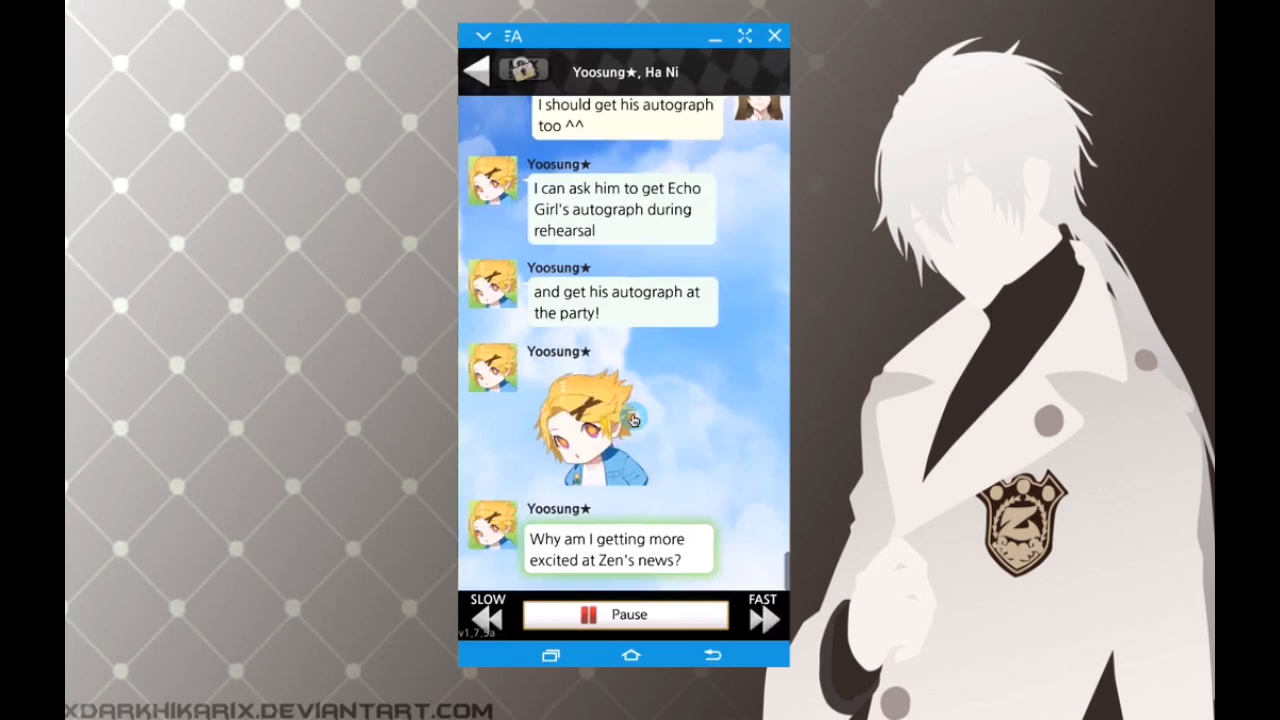 ΞA
Yoosung★, Ha Ni
I should get his autograph
too ^^
Yoosung★
I can ask him to get Echo
Girl's autograph during
rehearsal
Yoosung★
and get his autograph at
the party!
Yoosung★
Yoosung★
Why am I getting more
excited at Zen's news?
SLOW
Pause
FAST
v1_7_3a
Z
XDARKHIKARIX.DEVIANTART.COM